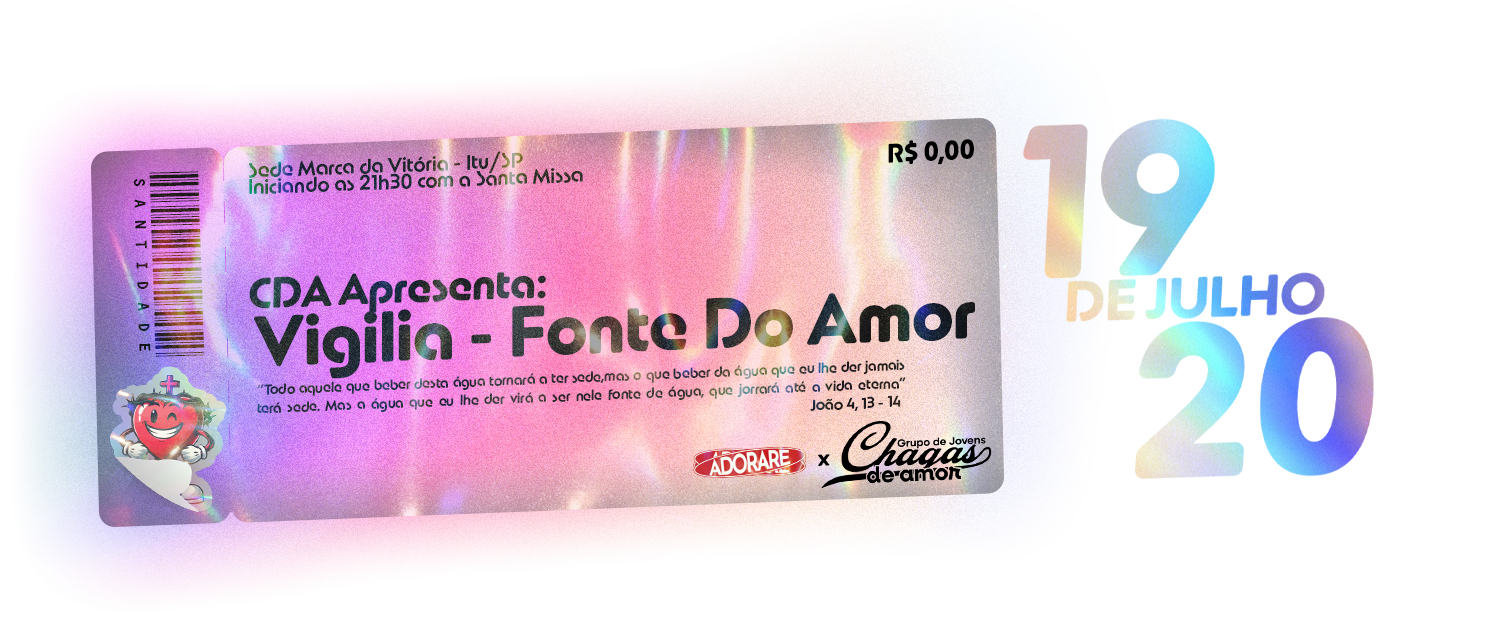 SANTIDADE
Sede Marca da Vitória - Itu/SP
Iniciando as 21h30 com a Santa Missa
R$ 0,00
CDA Apresenta:
Vigilia - Fonte Do Amor
"Todo aquele que beber desta água tornará a ter sede,mas o que beber da água que eu lhe der jamais
terá sede. Mas a água que eu lhe der virá a ser nele fonte de água, que jorrará até a vida eterna"
João 4, 13 - 14
ADORARE
x
Grupo de Jovens
Chagas
de amor
19
DE JULHO
20